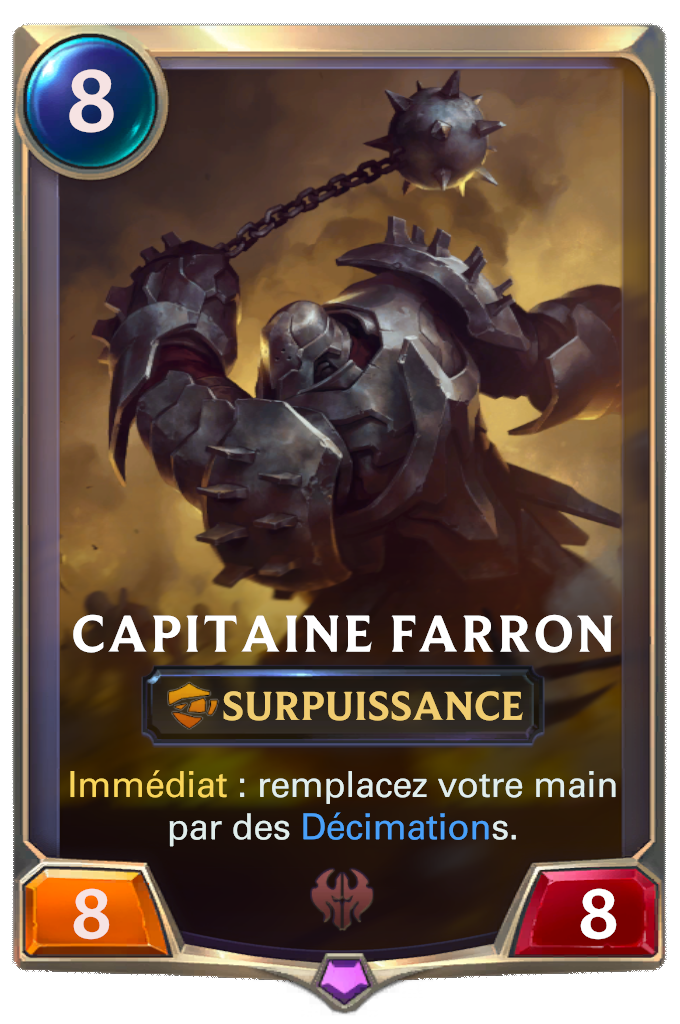 8
CAPITAINE FARRON
SURPUISSANCE
Immédiat : remplacez votre main
par des Décimations.
8
8